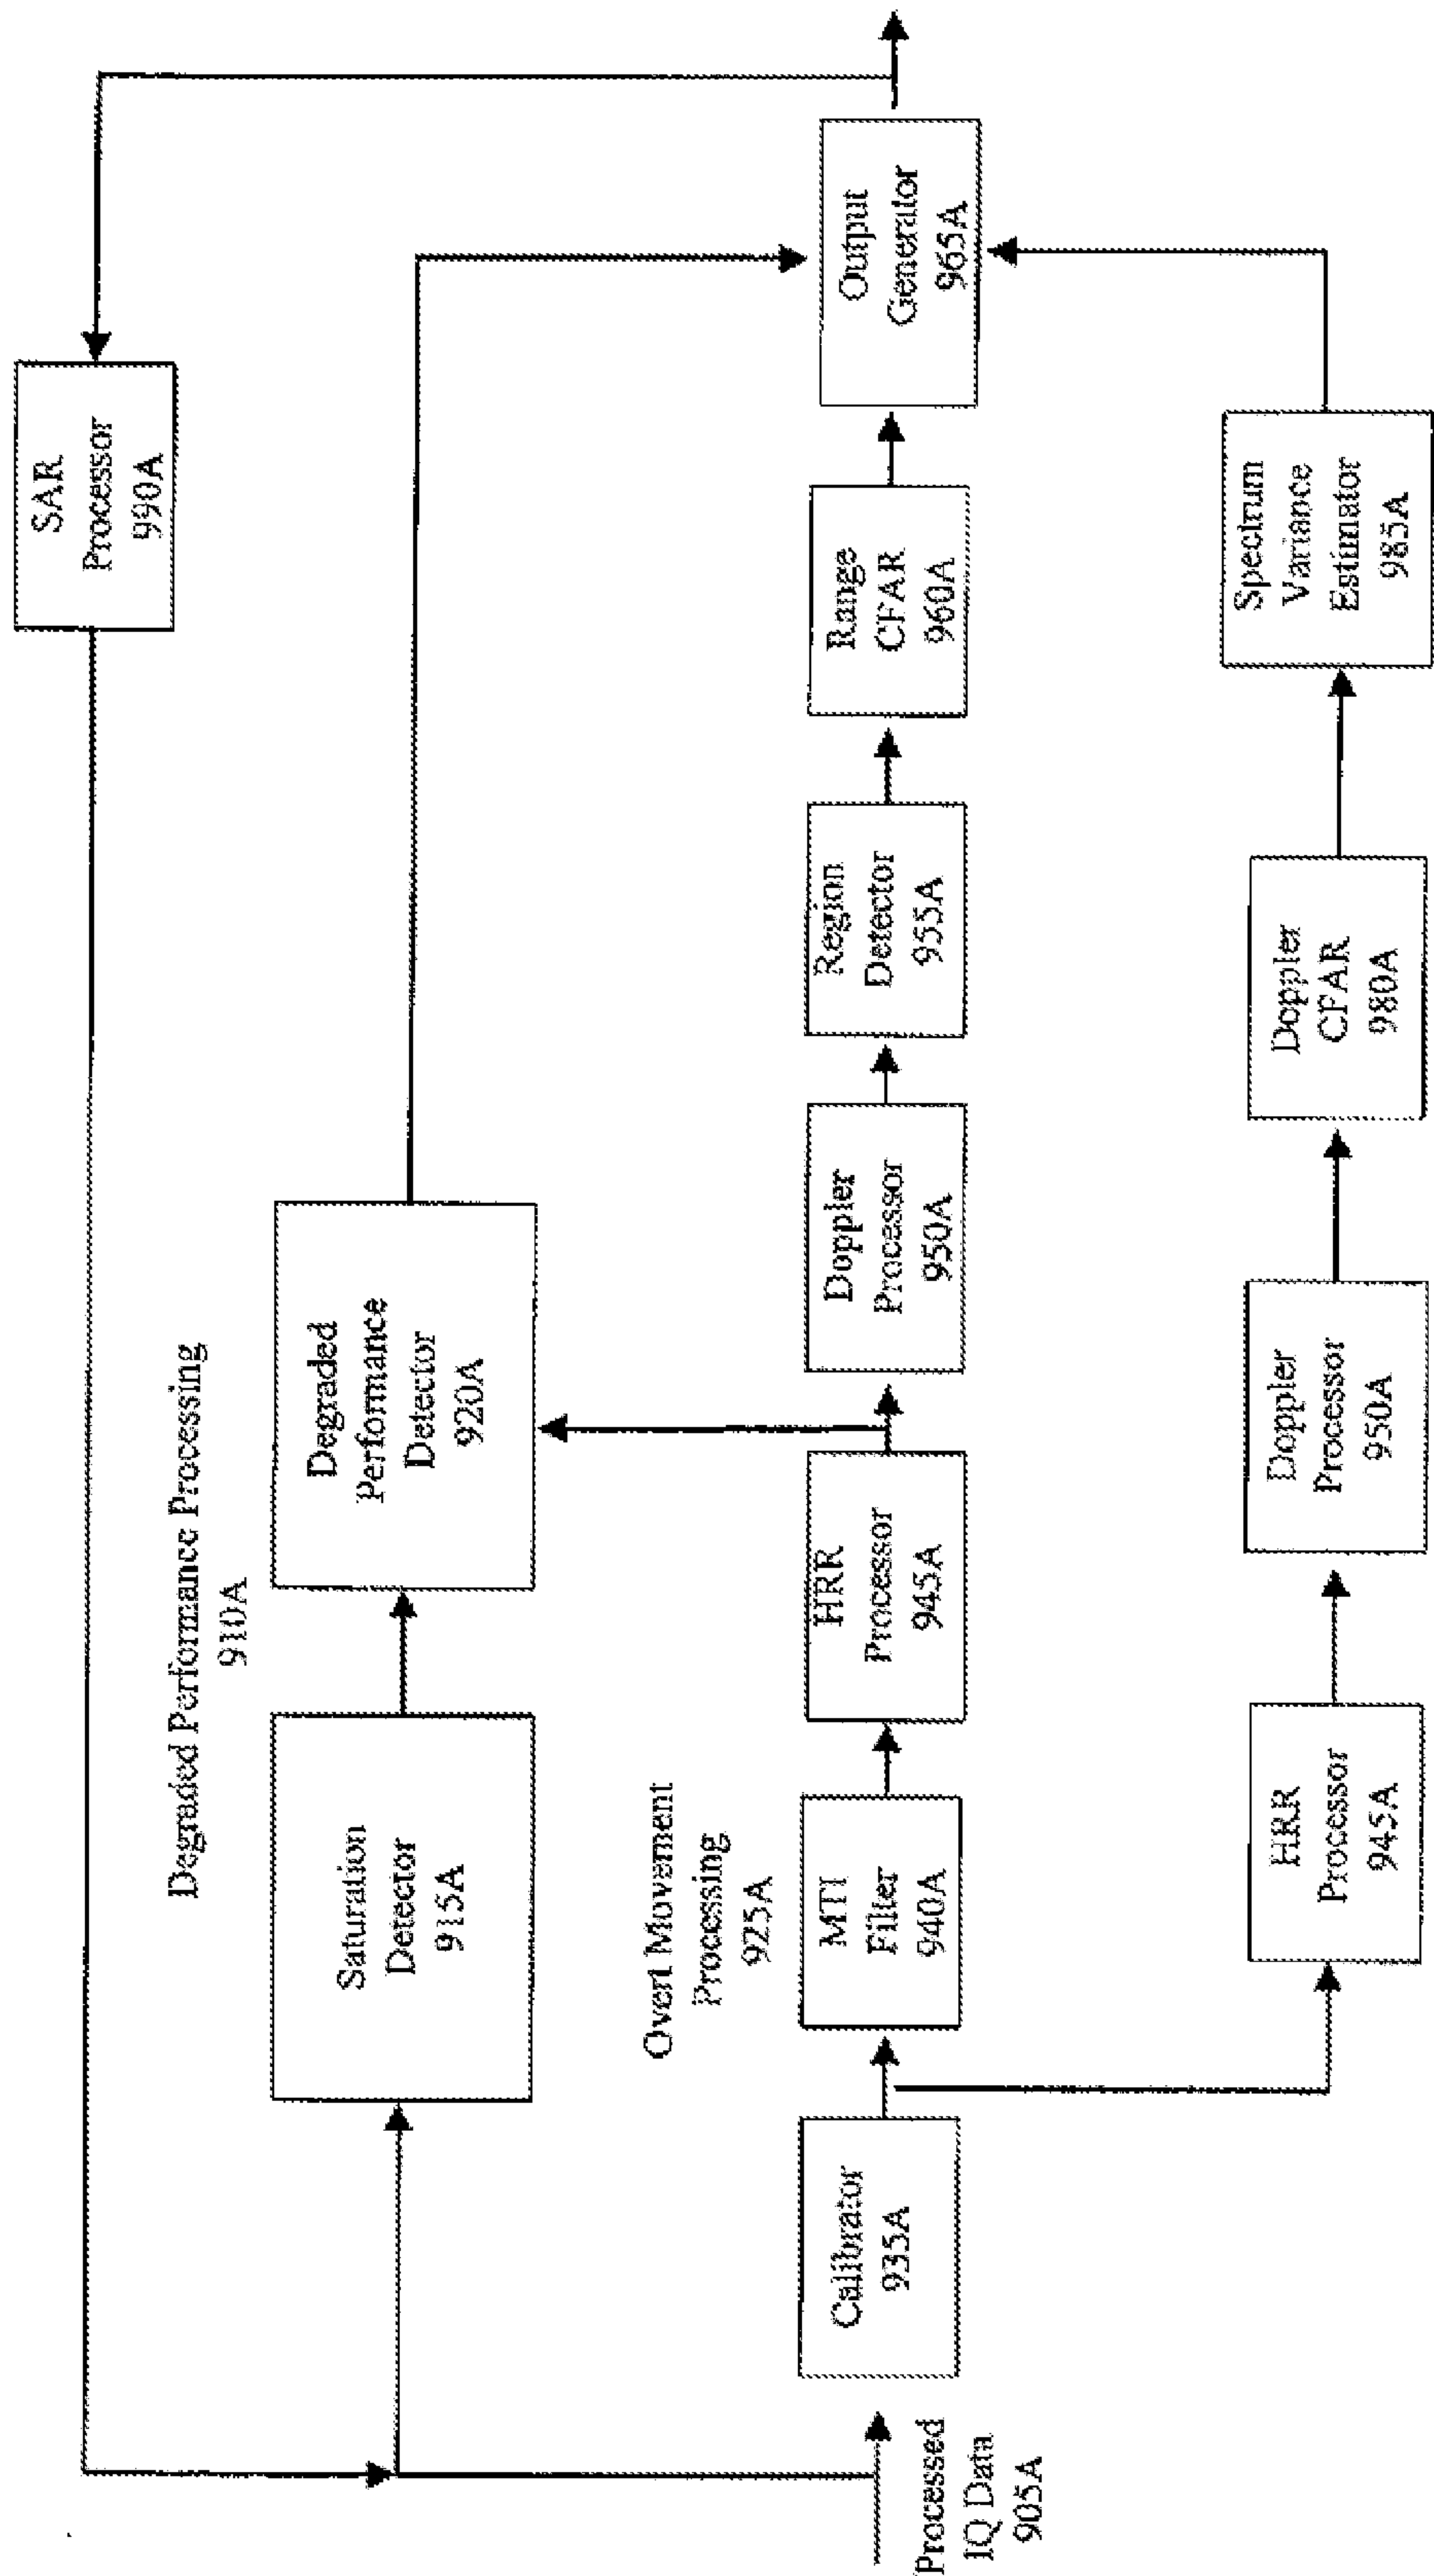 SAR
Processor
990A
Degraded Performance Processing
910A
Saturation
Detector
915A
Degraded
Performance
Detector
920A
Overt Movement
Processing
925A
Processed
IQ Data
905A
Calibrator
935A
MTI
Filter
940A
HRR
Processor
945A
Doppler
Processor
950A
Region
Detector
955A
Range
CFAR
960A
Output
Generator
965A
HRR
Processor
945A
Doppler
Processor
950A
Doppler
CFAR
980A
Spectrum
Variance
Estimator
985A